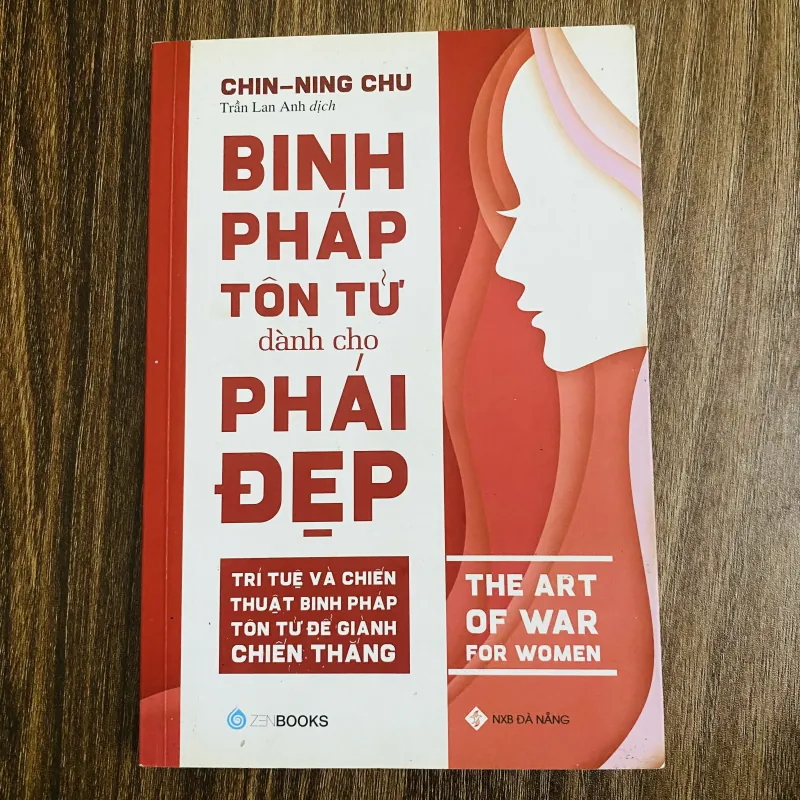 CHIN-NING CHU
Trần Lan Anh dịch
BINH
PHÁP
TÔN TỬ
dành cho
PHÁI
ĐẸP
TRÍ TUỆ VÀ CHIẾN
THUẬT BINH PHÁP
TÔN TỬ ĐỂ GIÀNH
CHIẾN THẮNG
THE ART
OF WAR
FOR WOMEN
ZENBOOKS
NXB ĐÀ NẴNG